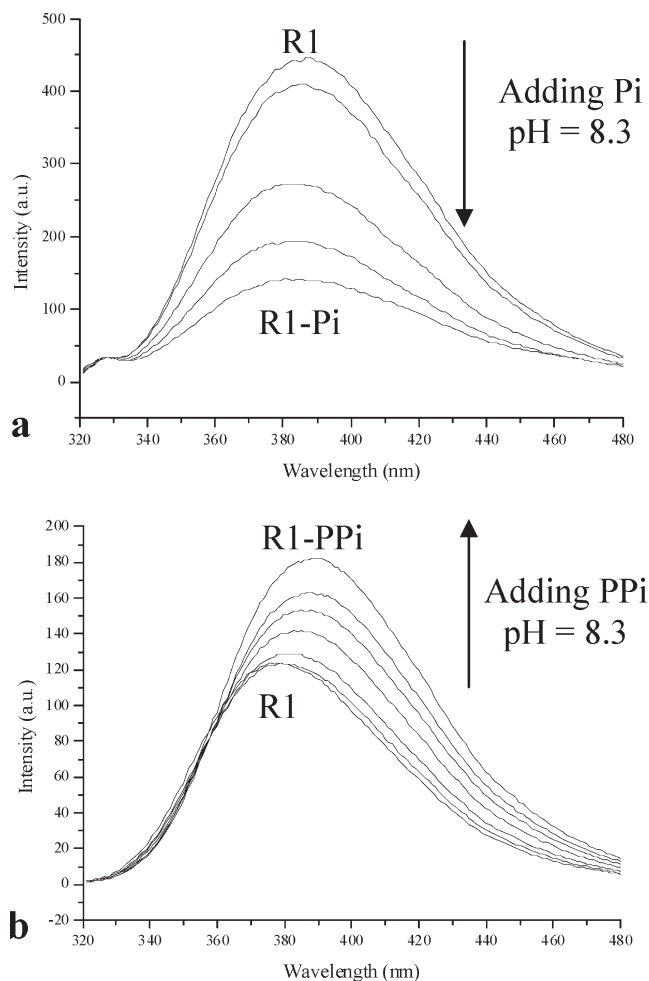 500
R1
400
Adding Pi
pH = 8.3
300
Intensity (a.u.)
200
100
R1-Pi
0
320 340 360 380 400 420 440 460 480
a
Wavelength (nm)
200
R1-PPi
180
160
Adding PPi
pH = 8.3
140
120
R1
100
Intensity (a.u.)
80
60
40
20
0
-20
320 340 360 380 400 420 440 460 480
b
Wavelength (nm)